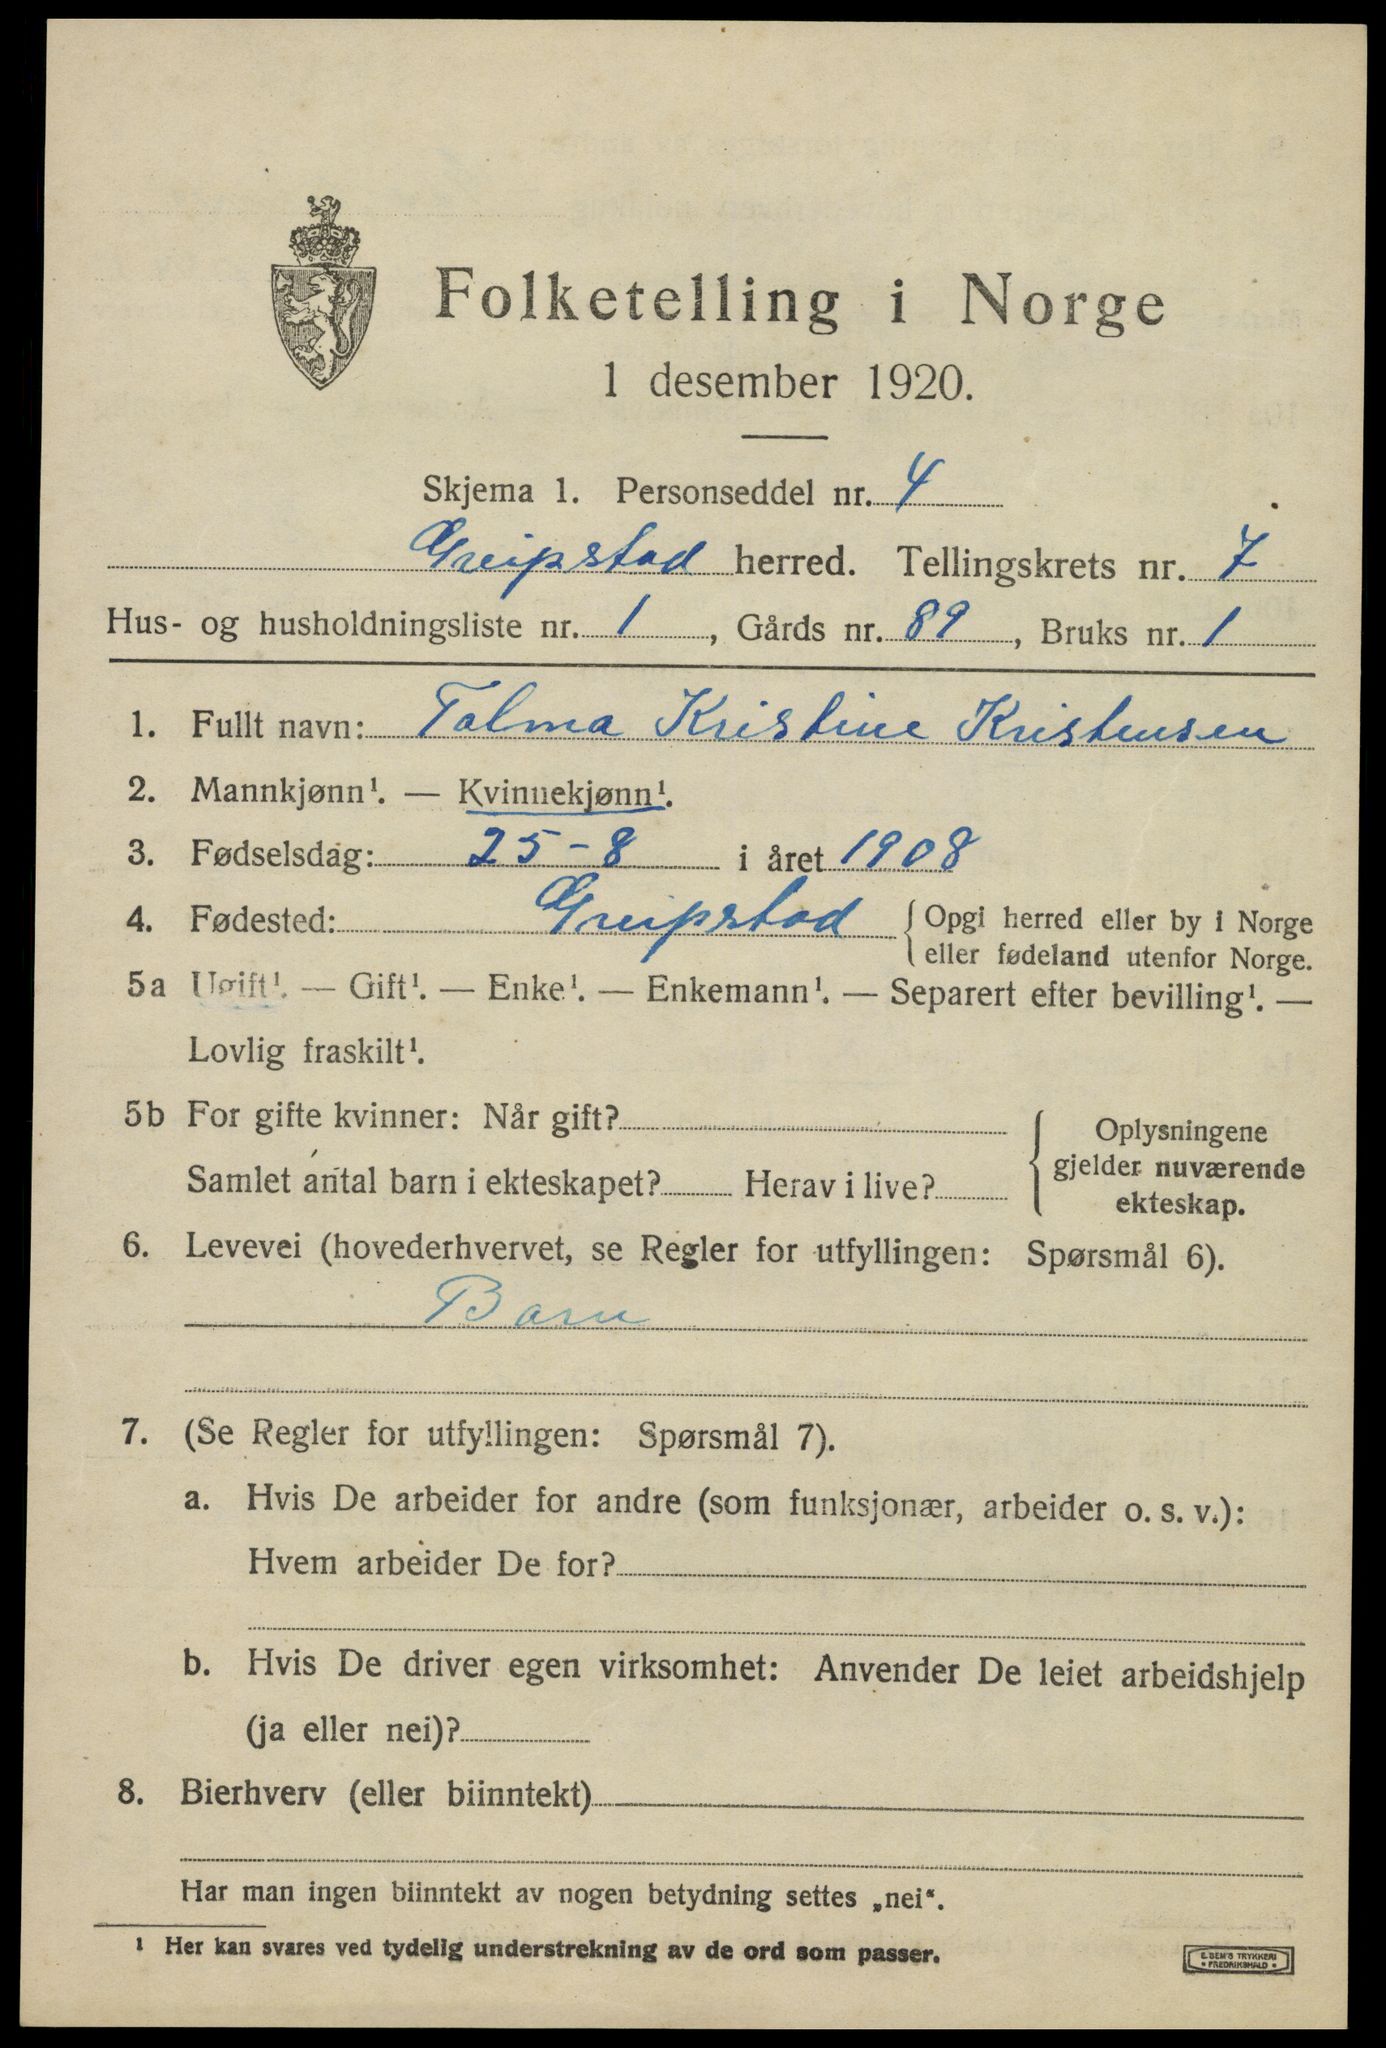 Folketelling i Norge
1 desember 1920.
Skjema 1. Personseddel nr. 4
Greipstad herred. Tellingskrets nr. 7
Hus- og husholdningsliste nr. 1, Gårds nr. 89, Bruks nr. 1
1. Fullt navn: Tolma Kristine Kristensen
2. Mannkjønn¹. — Kvinnekjønn¹.
3. Fødselsdag: 25-8 i året 1908
4. Fødested: Greipstad { Opgi herred eller by i Norge
eller fødeland utenfor Norge.
5a Ugift¹. — Gift¹. — Enke¹. — Enkemann¹. — Separert efter bevilling¹. —
Lovlig fraskilt¹.
5b For gifte kvinner: Når gift?
Samlet antal barn i ekteskapet? Herav i live?
{ Oplysningene
gjelder nuværende
ekteskap.
6. Levevei (hovederhvervet, se Regler for utfyllingen: Spørsmål 6).
Barn
7. (Se Regler for utfyllingen: Spørsmål 7).
a. Hvis De arbeider for andre (som funksjonær, arbeider o. s. v.):
Hvem arbeider De for?
b. Hvis De driver egen virksomhet: Anvender De leiet arbeidshjelp
(ja eller nei)?
8. Bierhverv (eller biinntekt)
Har man ingen biinntekt av nogen betydning settes „nei“.
¹ Her kan svares ved tydelig understrekning av de ord som passer.
E. SEM'S TRYKKERI
• FREDRIKSHALD •